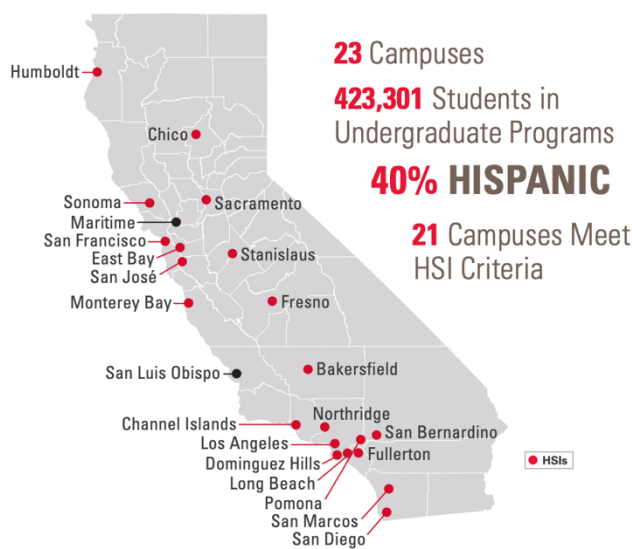 23 Campuses
423,301 Students in
Undergraduate Programs
40% HISPANIC
21 Campuses Meet
HSI Criteria
Humboldt
Chico
Sonoma
Sacramento
Maritime
San Francisco
East Bay
Stanislaus
San José
Monterey Bay
Fresno
San Luis Obispo
Bakersfield
Channel Islands
Northridge
San Bernardino
Los Angeles
Fullerton
Dominguez Hills
Long Beach
Pomona
San Marcos
San Diego
HSIs